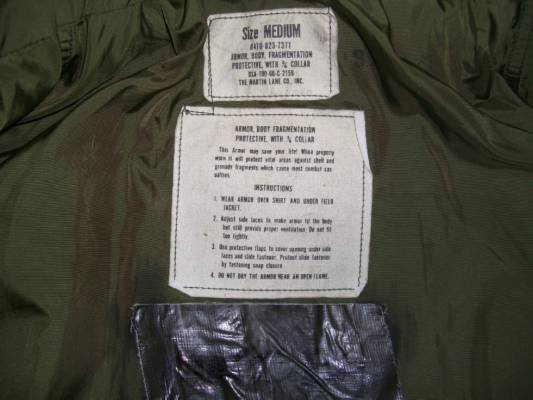 Size MEDIUM
8470-823-7371
ARMOR, BODY, FRAGMENTATION
PROTECTIVE, WITH ¾ COLLAR
DSA-100-68-C-2156
THE MARTIN LANE CO., INC.
ARMOR, BODY FRAGMENTATION
PROTECTIVE, WITH ¾ COLLAR
This Armor may save your life! When properly
worn it will protect vital areas against shell and
grenade fragments which cause most combat cas
ualties.
INSTRUCTIONS
1. WEAR ARMOR OVER SHIRT AND UNDER FIELD
JACKET.
2. Adjust side laces to make armor fit the body
but still provide proper ventilation. Do not fit
too tightly.
3. Use protective flaps to cover opening under side
laces and slide fastener. Protect slide fastener
by fastening snap closure.
4. DO NOT DRY THE ARMOR NEAR AN OPEN FLAME.